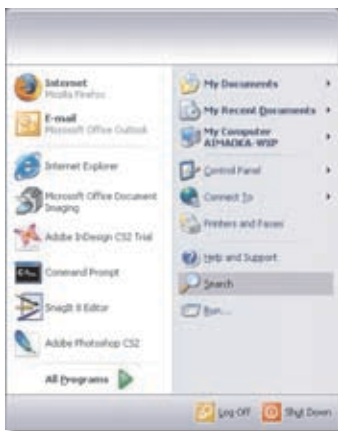 Internet
Mozilla Firefox
E-mail
Microsoft Office Outlook
Internet Explorer
Microsoft Office Document
Imaging
Adobe InDesign CS2 Trial
Command Prompt
SnagIt 8 Editor
Adobe Photoshop CS2
All Programs
My Documents
My Recent Documents
My Computer
Control Panel
Connect To
Printers and Faxes
Help and Support
Search
Run...
Log Off
Shut Down